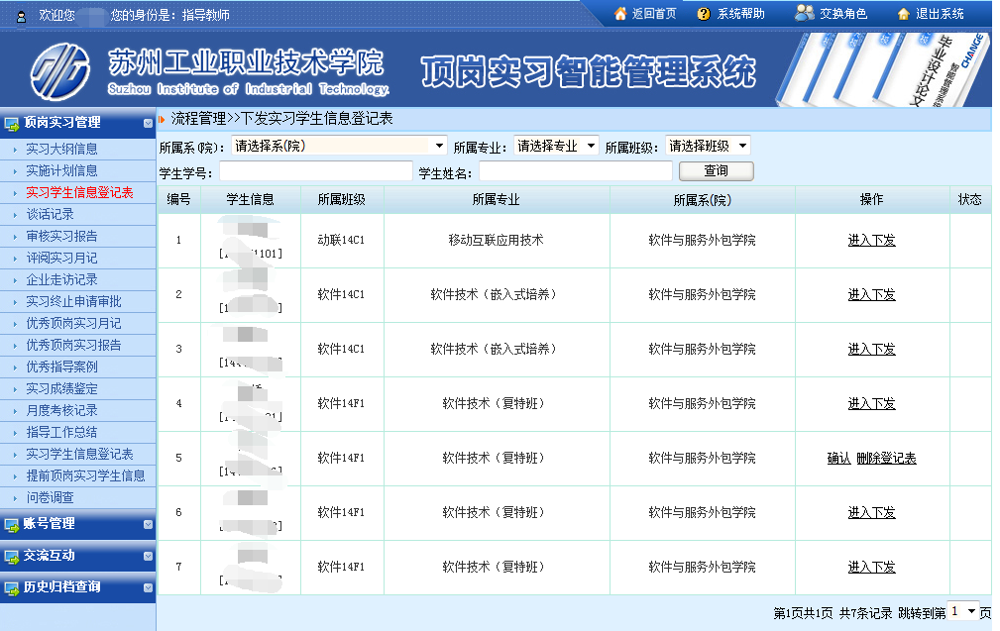 欢迎您 您的身份是：指导教师 返回首页 系统帮助 交换角色 退出系统
苏州工业职业技术学院
Suzhou Institute of Industrial Technology.
顶岗实习智能管理系统
毕业设计论文
智能管理系统
CHANGE
顶岗实习管理
实习大纲信息
实施计划信息
实习学生信息登记表
谈话记录
审核实习报告
评阅实习月记
企业走访记录
实习终止申请审批
优秀顶岗实习月记
优秀顶岗实习报告
优秀指导案例
实习成绩鉴定
月度考核记录
指导工作总结
实习学生信息登记表
提前顶岗实习学生信息
问卷调查
账号管理
交流互动
历史归档查询
流程管理>>下发实习学生信息登记表
所属系(院)： 请选择系(院) 所属专业： 请选择专业 所属班级： 请选择班级
学生学号： 学生姓名： 查询
编号 学生信息 所属班级 所属专业 所属系(院) 操作 状态
1 动联14C1 移动互联应用技术 软件与服务外包学院 进入下发
2 软件14C1 软件技术（嵌入式培养） 软件与服务外包学院 进入下发
3 软件14C1 软件技术（嵌入式培养） 软件与服务外包学院 进入下发
4 软件14F1 软件技术（复特班） 软件与服务外包学院 进入下发
5 软件14F1 软件技术（复特班） 软件与服务外包学院 确认 删除登记表
6 软件14F1 软件技术（复特班） 软件与服务外包学院 进入下发
7 软件14F1 软件技术（复特班） 软件与服务外包学院 进入下发
第1页共1页 共7条记录 跳转到第 1 页